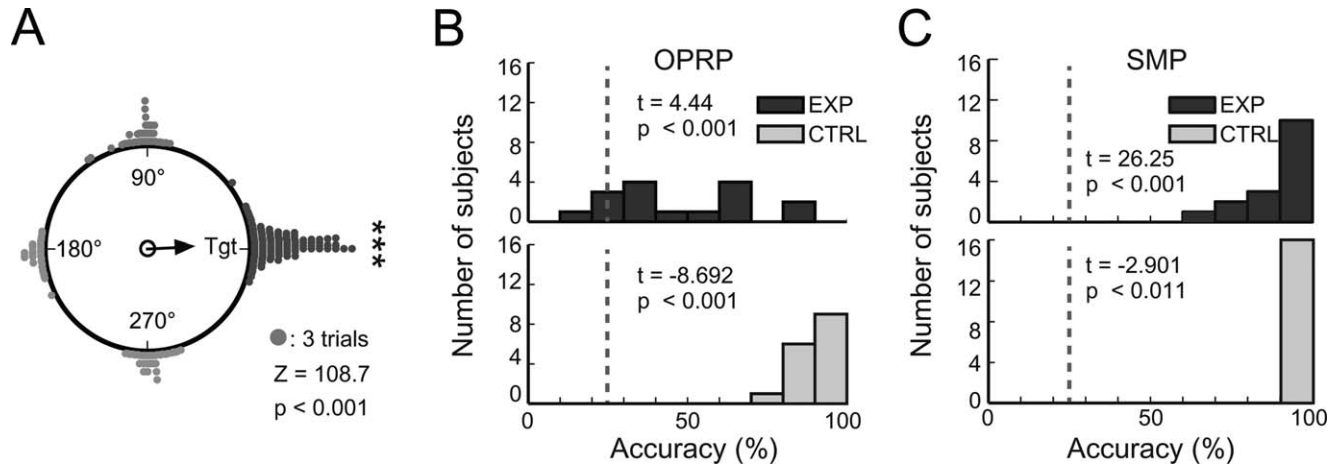 A
90°
180°
Tgt
***
270°
: 3 trials
Z = 108.7
p < 0.001
B
OPRP
Number of subjects
16
12
8
4
0
t = 4.44
p < 0.001
EXP
CTRL
16
12
8
4
0
t = -8.692
p < 0.001
0
50
100
Accuracy (%)
C
SMP
Number of subjects
16
12
8
4
0
EXP
CTRL
t = 26.25
p < 0.001
16
12
8
4
0
t = -2.901
p < 0.011
0
50
100
Accuracy (%)